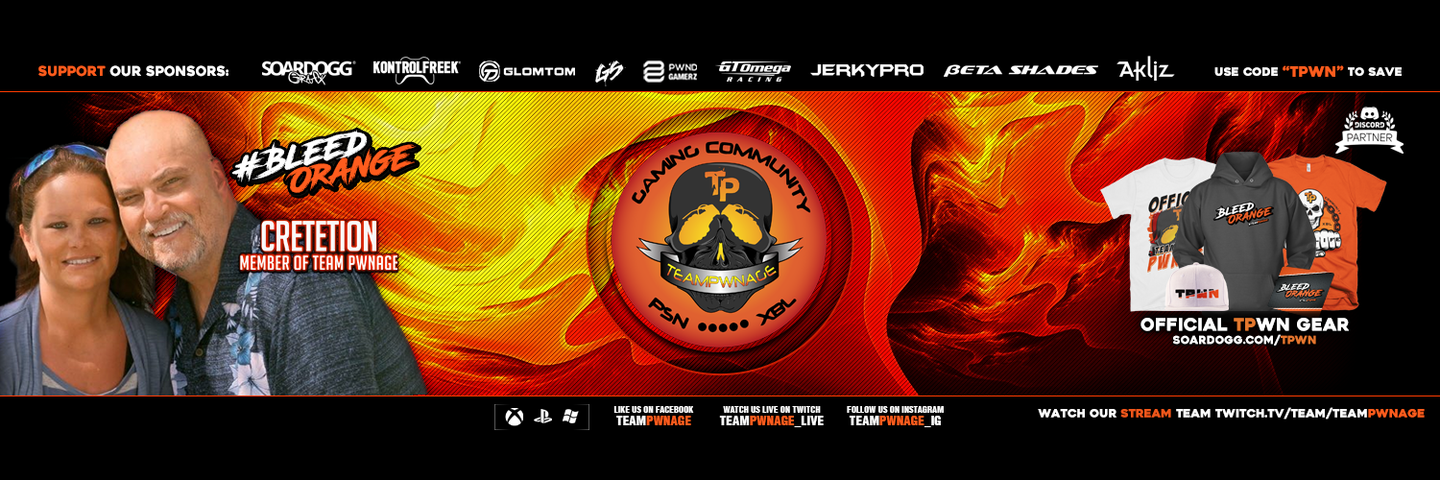 SUPPORT OUR SPONSORS:
SOARDOGG
GRAFX
KONTROLFREEK
GLOMTOM
GS
PWND
GAMERZ
GTOmega
RACING
JERKYPRO
BETA SHADES
Akliz
USE CODE “TPWN” TO SAVE
#BLEED
ORANGE
CRETETION
MEMBER OF TEAM PWNAGE
GAMING COMMUNITY
TP
TEAMPWNAGE
PSN ••••• XBL
DISCORD
PARTNER
BLEED
ORANGE
TP
TPWN
BLEED
ORANGE
OFFICIAL TPWN GEAR
SOARDOGG.COM/TPWN
LIKE US ON FACEBOOK
TEAMPWNAGE
WATCH US LIVE ON TWITCH
TEAMPWNAGE_LIVE
FOLLOW US ON INSTAGRAM
TEAMPWNAGE_IG
WATCH OUR STREAM TEAM TWITCH.TV/TEAM/TEAMPWNAGE